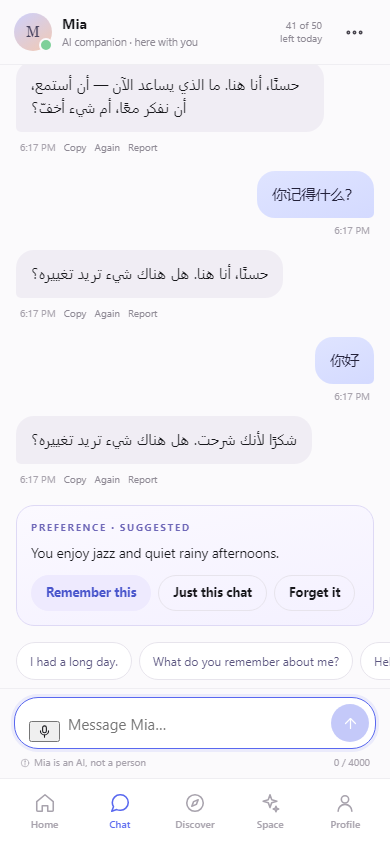 M
Mia
AI companion · here with you
41 of 50
left today
حسنًا، أنا هنا. ما الذي يساعد الآن — أن أستمع،
أن نفكر معًا، أم شيء أخفّ؟
6:17 PM Copy Again Report
你记得什么？
6:17 PM
حسنًا، أنا هنا. هل هناك شيء تريد تغييره؟
6:17 PM Copy Again Report
你好
6:17 PM
شكرًا لأنك شرحت. هل هناك شيء تريد تغييره؟
6:17 PM Copy Again Report
PREFERENCE · SUGGESTED
You enjoy jazz and quiet rainy afternoons.
Remember this Just this chat Forget it
I had a long day. What do you remember about me? Hel
Message Mia...
Mia is an AI, not a person 0 / 4000
Home Chat Discover Space Profile